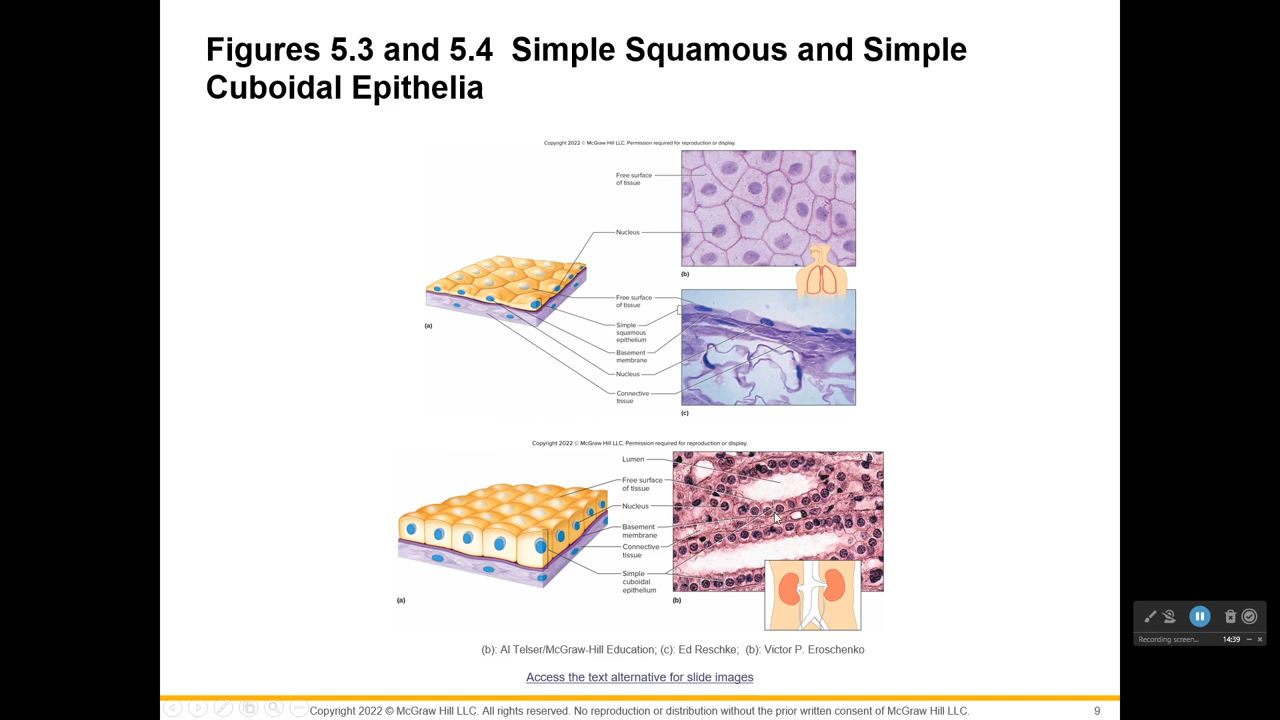 Figures 5.3 and 5.4 Simple Squamous and Simple
Cuboidal Epithelia
Copyright 2022 © McGraw Hill LLC. Permission required for reproduction or display.
Free surface
of tissue
Nucleus
(b)
Free surface
of tissue
Simple
squamous
epithelium
Basement
membrane
Nucleus
Connective
tissue
(a)
(c)
Copyright 2022 © McGraw Hill LLC. Permission required for reproduction or display.
Lumen
Free surface
of tissue
Nucleus
Basement
membrane
Connective
tissue
Simple
cuboidal
epithelium
(a)
(b)
(b): Al Telser/McGraw-Hill Education; (c): Ed Reschke; (b): Victor P. Eroschenko
Access the text alternative for slide images
Copyright 2022 © McGraw Hill LLC. All rights reserved. No reproduction or distribution without the prior written consent of McGraw Hill LLC.
9
Recording screen... 14:39